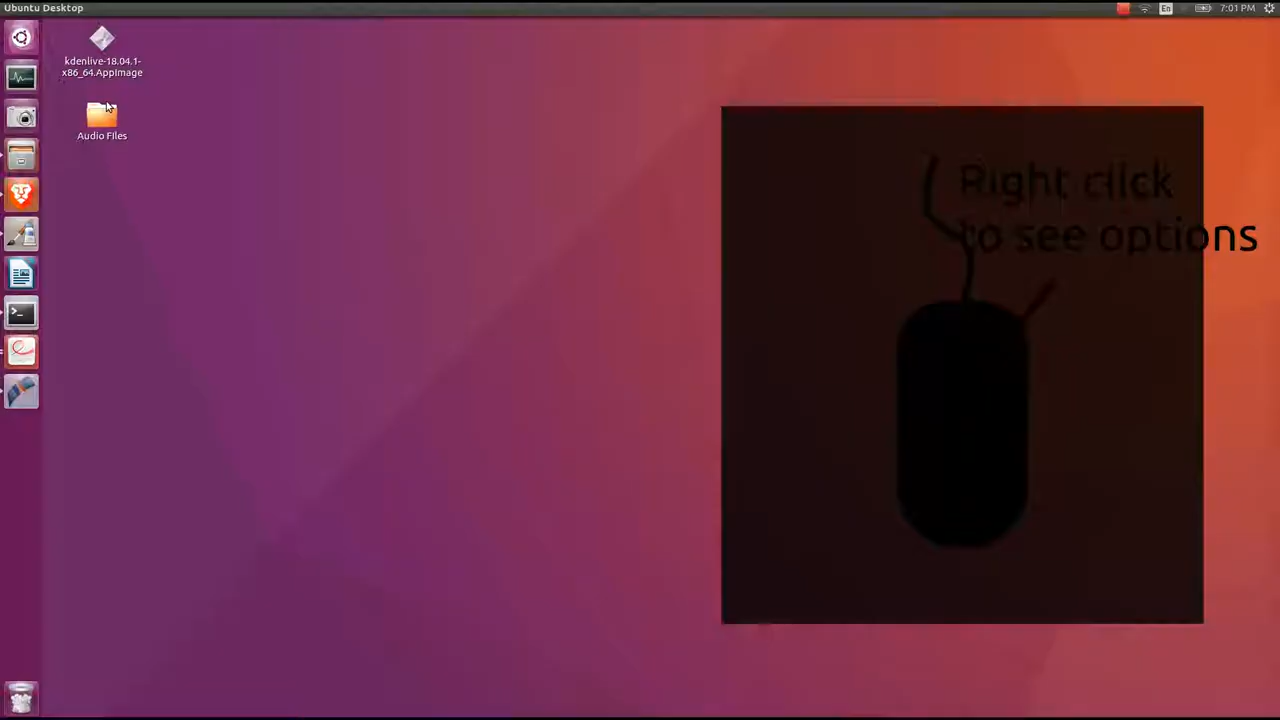 Ubuntu Desktop
En
7:01 PM
kdenlive-18.04.1-
x86_64.AppImage
Audio FIles
Right click
to see options